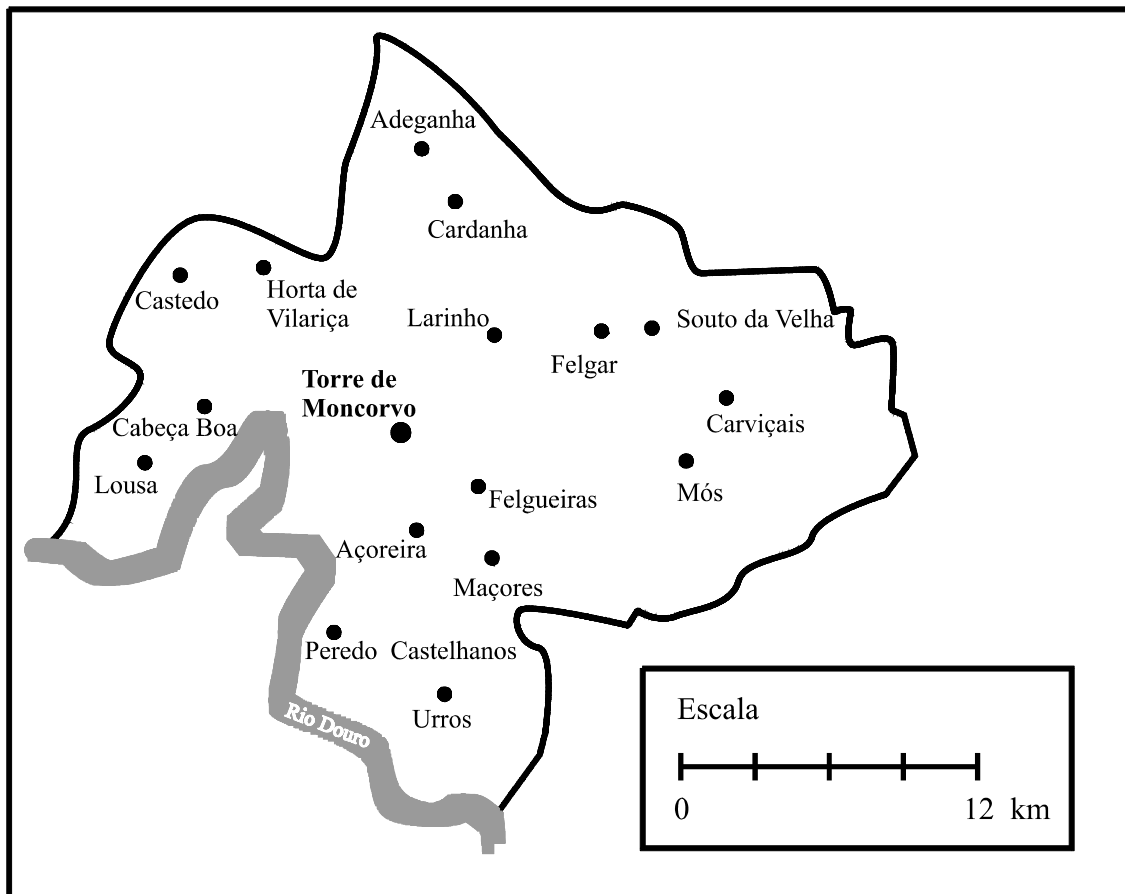 Adeganha
Cardanha
Castedo
Horta de
Vilariça
Larinho
Souto da Velha
Felgar
Torre de
Moncorvo
Carviçais
Cabeça Boa
Lousa
Mós
Felgueiras
Açoreira
Maçores
Peredo
Castelhanos
Urros
Rio Douro
Escala
0
12 km